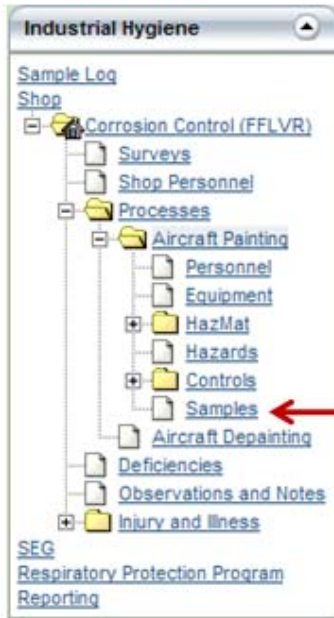 Industrial Hygiene
Sample Log
Shop
Corrosion Control (FFLVR)
Surveys
Shop Personnel
Processes
Aircraft Painting
Personnel
Equipment
HazMat
Hazards
Controls
Samples
Aircraft Depainting
Deficiencies
Observations and Notes
Injury and Illness
SEG
Respiratory Protection Program
Reporting